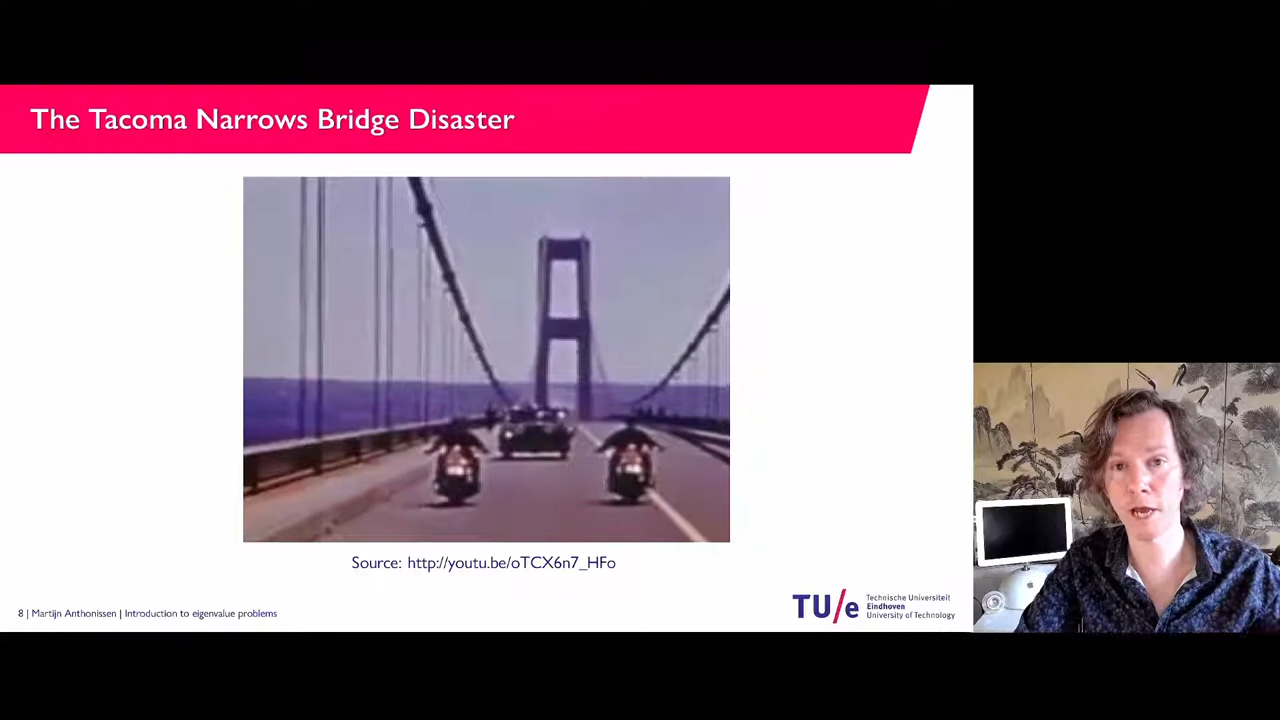 The Tacoma Narrows Bridge Disaster
Source: http://youtu.be/oTCX6n7_HFo
8 | Martijn Anthonissen | Introduction to eigenvalue problems
TU/e
Technische Universiteit
Eindhoven
University of Technology